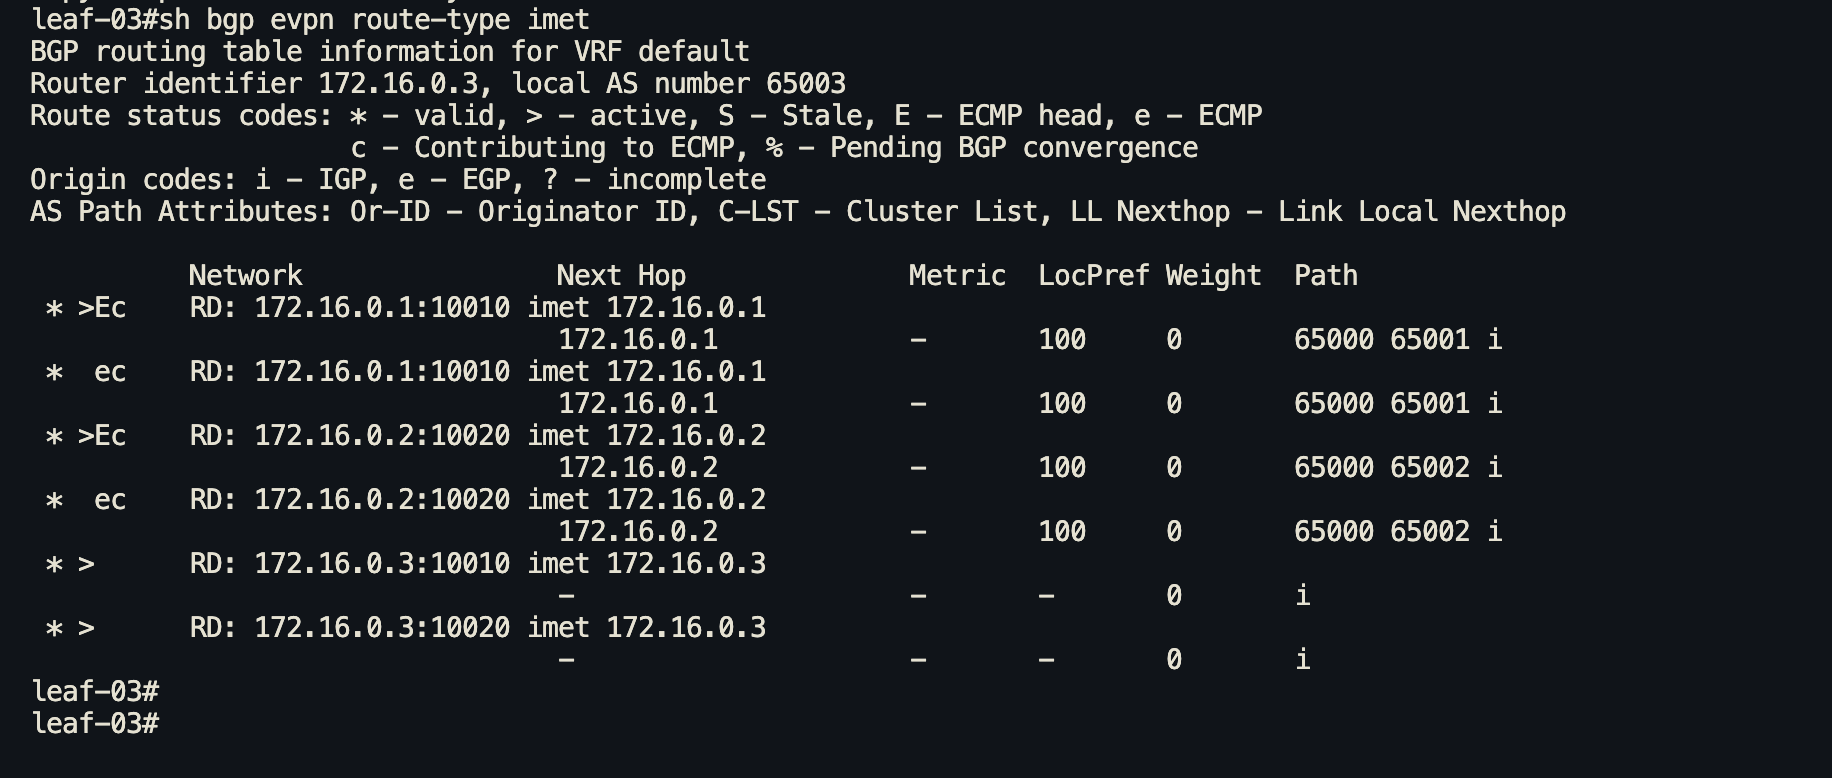 leaf-03#sh bgp evpn route-type imet
BGP routing table information for VRF default
Router identifier 172.16.0.3, local AS number 65003
Route status codes: * - valid, > - active, S - Stale, E - ECMP head, e - ECMP
                    c - Contributing to ECMP, % - Pending BGP convergence
Origin codes: i - IGP, e - EGP, ? - incomplete
AS Path Attributes: Or-ID - Originator ID, C-LST - Cluster List, LL Nexthop - Link Local Nexthop

          Network                Next Hop              Metric  LocPref Weight  Path
 * >Ec    RD: 172.16.0.1:10010 imet 172.16.0.1
                                 172.16.0.1            -       100     0       65000 65001 i
 *  ec    RD: 172.16.0.1:10010 imet 172.16.0.1
                                 172.16.0.1            -       100     0       65000 65001 i
 * >Ec    RD: 172.16.0.2:10020 imet 172.16.0.2
                                 172.16.0.2            -       100     0       65000 65002 i
 *  ec    RD: 172.16.0.2:10020 imet 172.16.0.2
                                 172.16.0.2            -       100     0       65000 65002 i
 * >      RD: 172.16.0.3:10010 imet 172.16.0.3
                                 -                     -       -       0       i
 * >      RD: 172.16.0.3:10020 imet 172.16.0.3
                                 -                     -       -       0       i
leaf-03#
leaf-03#